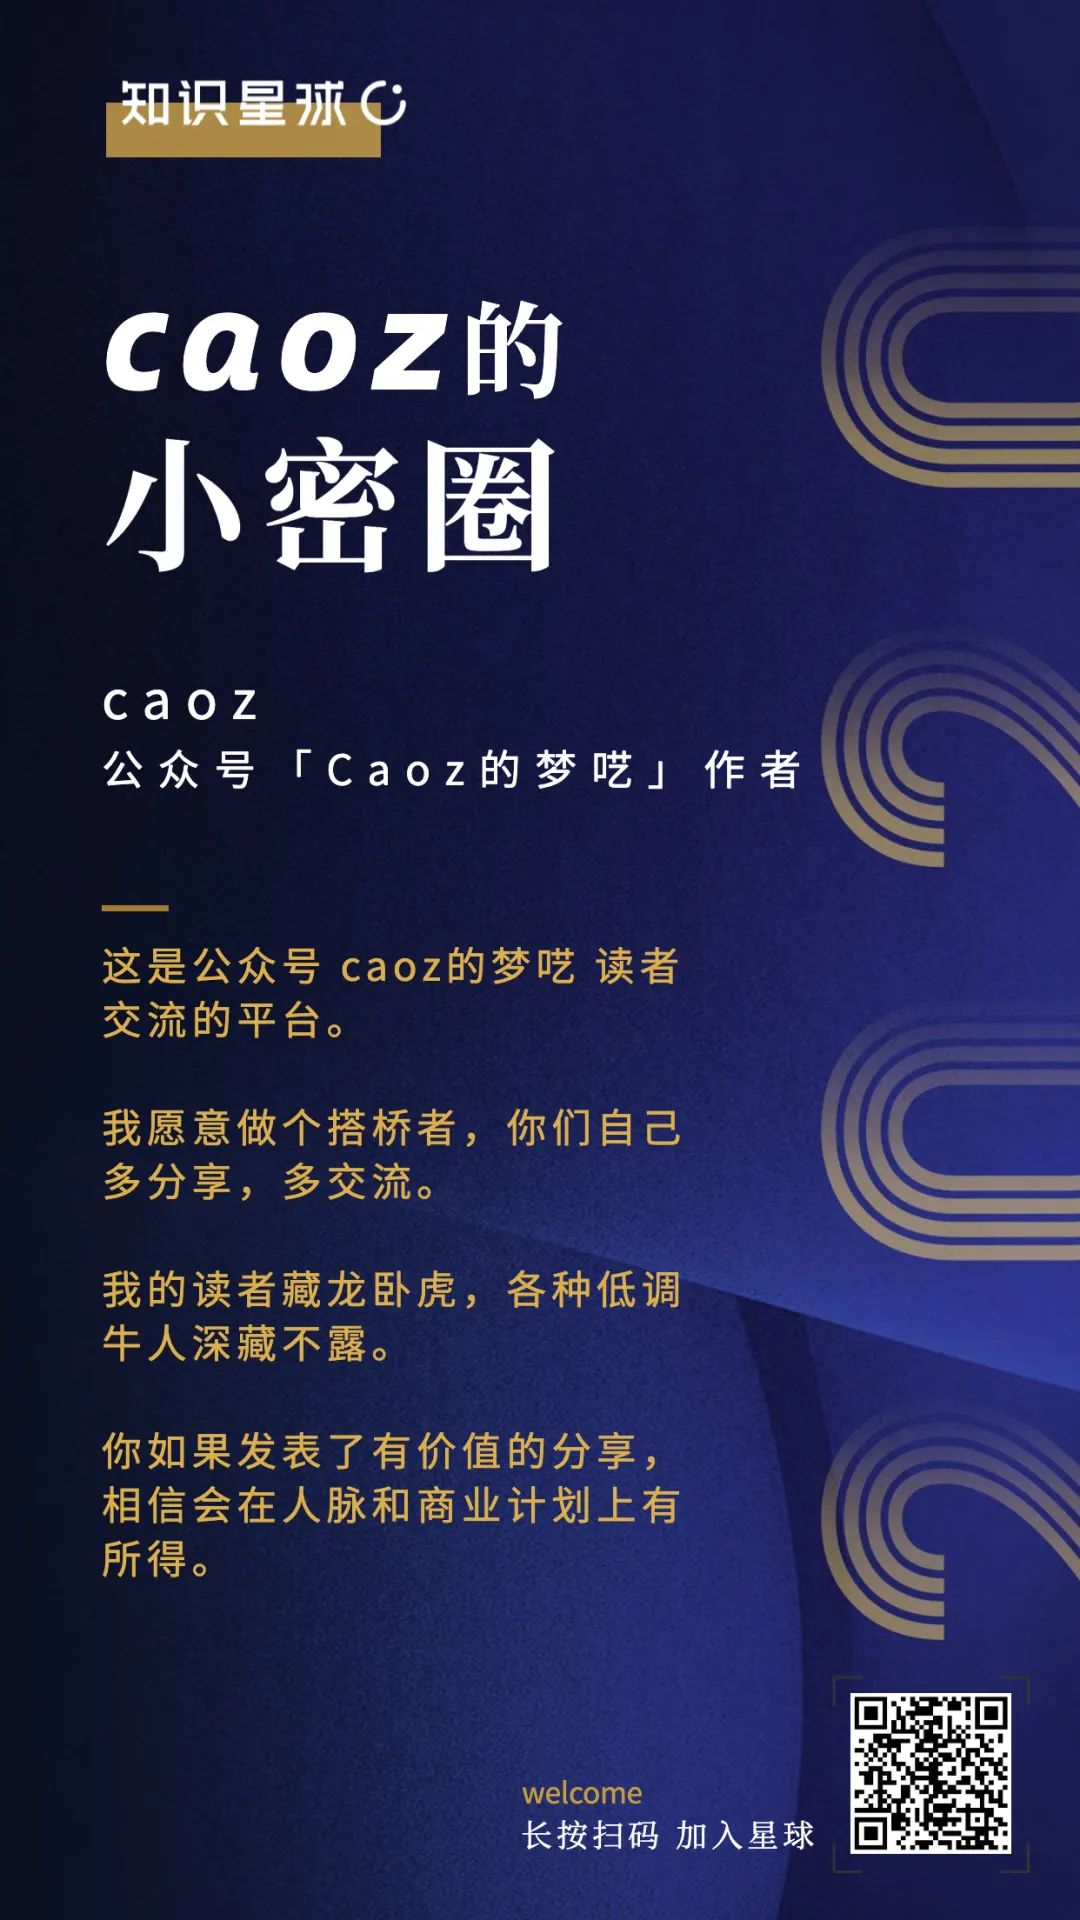 知识星球
caoz的
小密圈
caoz
公众号「Caoz的梦呓」作者
这是公众号 caoz的梦呓 读者
交流的平台。
我愿意做个搭桥者，你们自己
多分享，多交流。
我的读者藏龙卧虎，各种低调
牛人深藏不露。
你如果发表了有价值的分享，
相信会在人脉和商业计划上有
所得。
welcome
长按扫码 加入星球